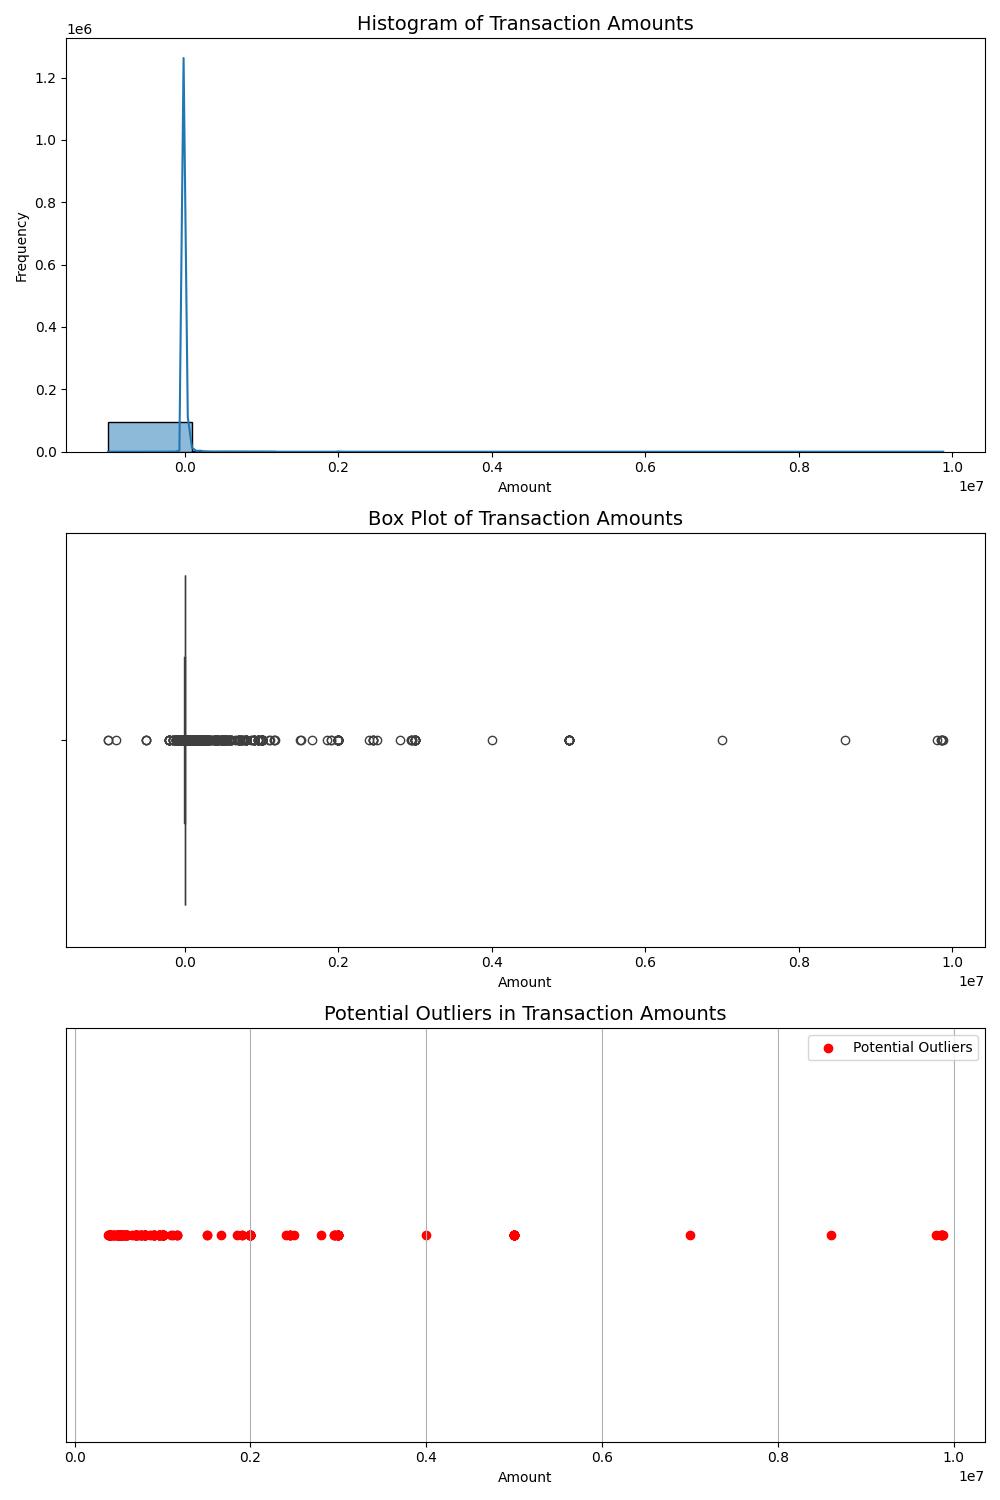 Histogram of Transaction Amounts
1e6
1.2
1.0
0.8
0.6
0.4
0.2
0.0
Frequency
0.0 0.2 0.4 0.6 0.8 1.0
Amount
1e7
Box Plot of Transaction Amounts
0.0 0.2 0.4 0.6 0.8 1.0
Amount
1e7
Potential Outliers in Transaction Amounts
Potential Outliers
0.0 0.2 0.4 0.6 0.8 1.0
Amount
1e7